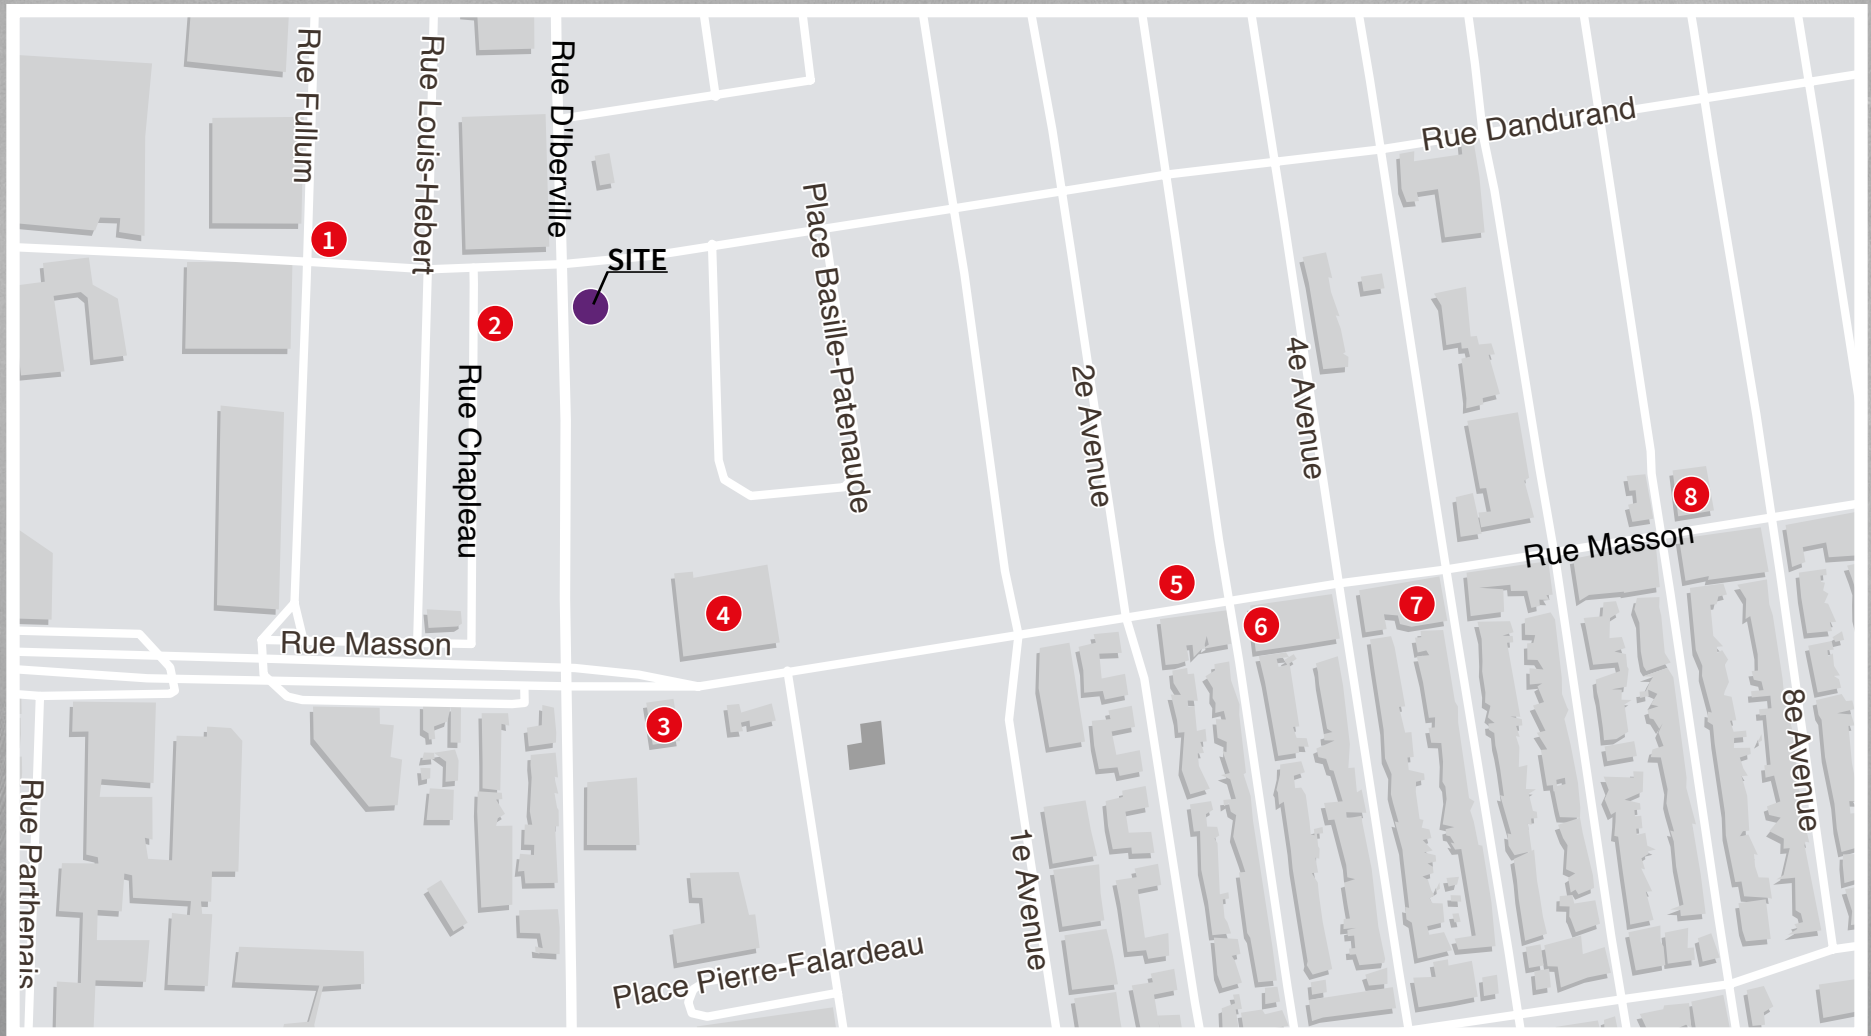 Rue Fullum
Rue Louis-Hebert
Rue D'Iberville
Rue Dandurand
1
SITE
2
Place Basille-Patenaude
Rue Chapleau
2e Avenue
4e Avenue
8
Rue Masson
5
7
4
6
Rue Masson
3
8e Avenue
Rue Parthenais
1e Avenue
Place Pierre-Falardeau